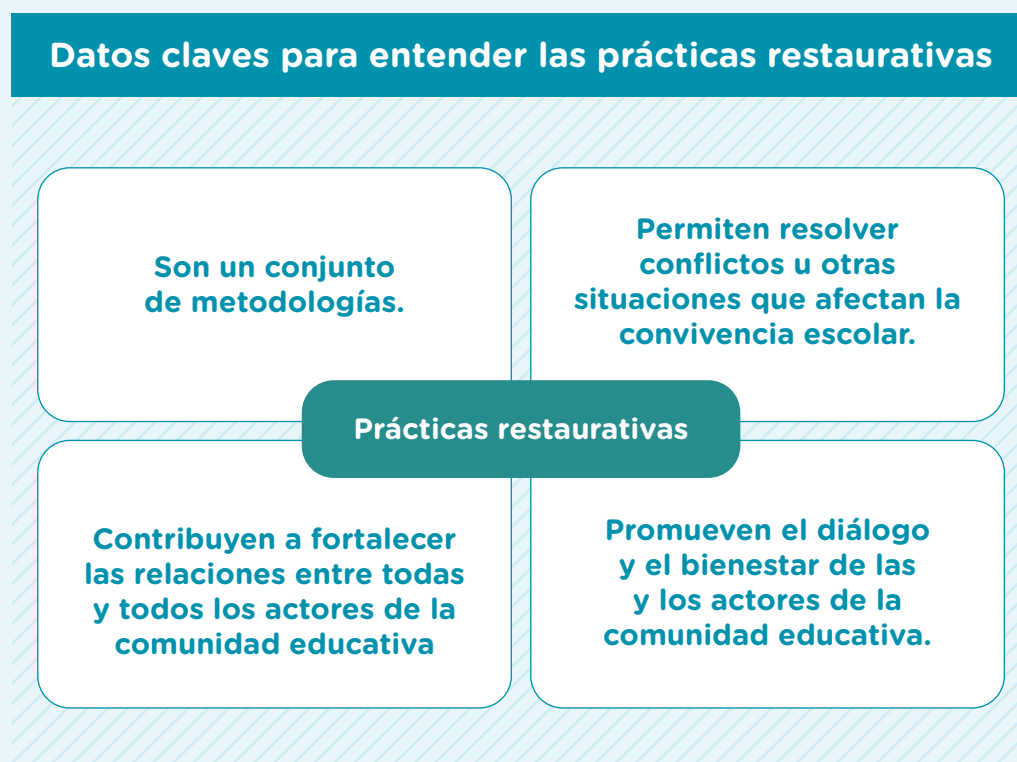 Datos claves para entender las prácticas restaurativas
Son un conjunto
de metodologías.
Permiten resolver
conflictos u otras
situaciones que afectan la
convivencia escolar.
Prácticas restaurativas
Contribuyen a fortalecer
las relaciones entre todas
y todos los actores de la
comunidad educativa
Promueven el diálogo
y el bienestar de las
y los actores de la
comunidad educativa.